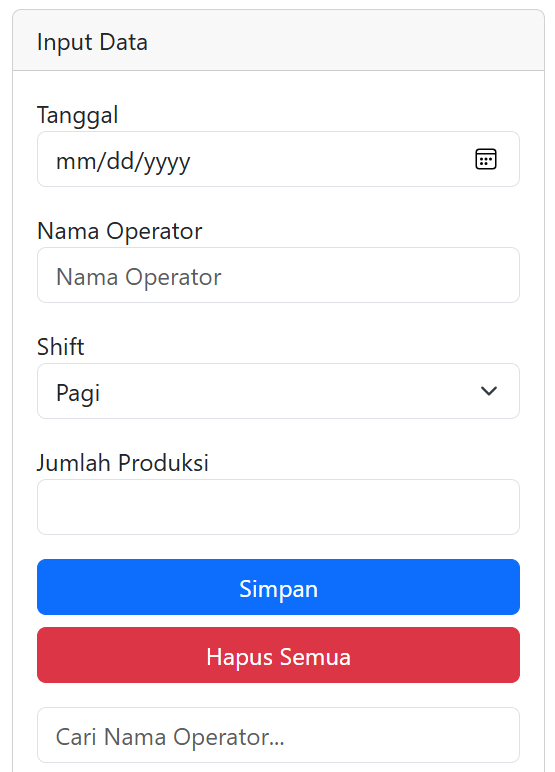 Input Data
Tanggal
mm/dd/yyyy
Nama Operator
Nama Operator
Shift
Pagi
Jumlah Produksi
Simpan
Hapus Semua
Cari Nama Operator...